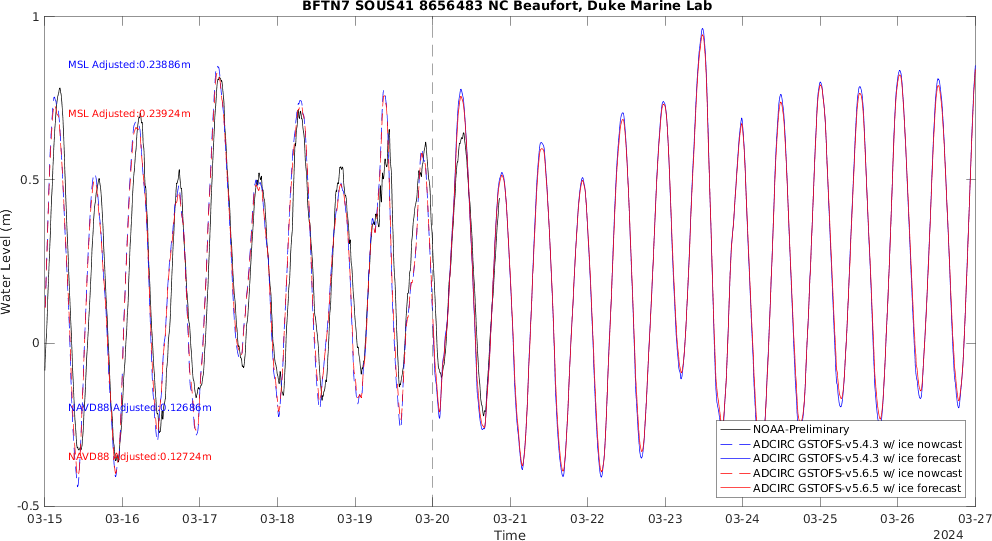 BFTN7 SOUS41 8656483 NC Beaufort, Duke Marine Lab
1
MSL Adjusted:0.23886m
MSL Adjusted:0.23924m
0.5
Water Level (m)
0
NAVD88 Adjusted:0.12686m
NAVD88 Adjusted:0.12724m
NOAA-Preliminary
ADCIRC GSTOFS-v5.4.3 w/ ice nowcast
ADCIRC GSTOFS-v5.4.3 w/ ice forecast
ADCIRC GSTOFS-v5.6.5 w/ ice nowcast
ADCIRC GSTOFS-v5.6.5 w/ ice forecast
-0.5
03-15 03-16 03-17 03-18 03-19 03-20 03-21 03-22 03-23 03-24 03-25 03-26 03-27
Time
2024